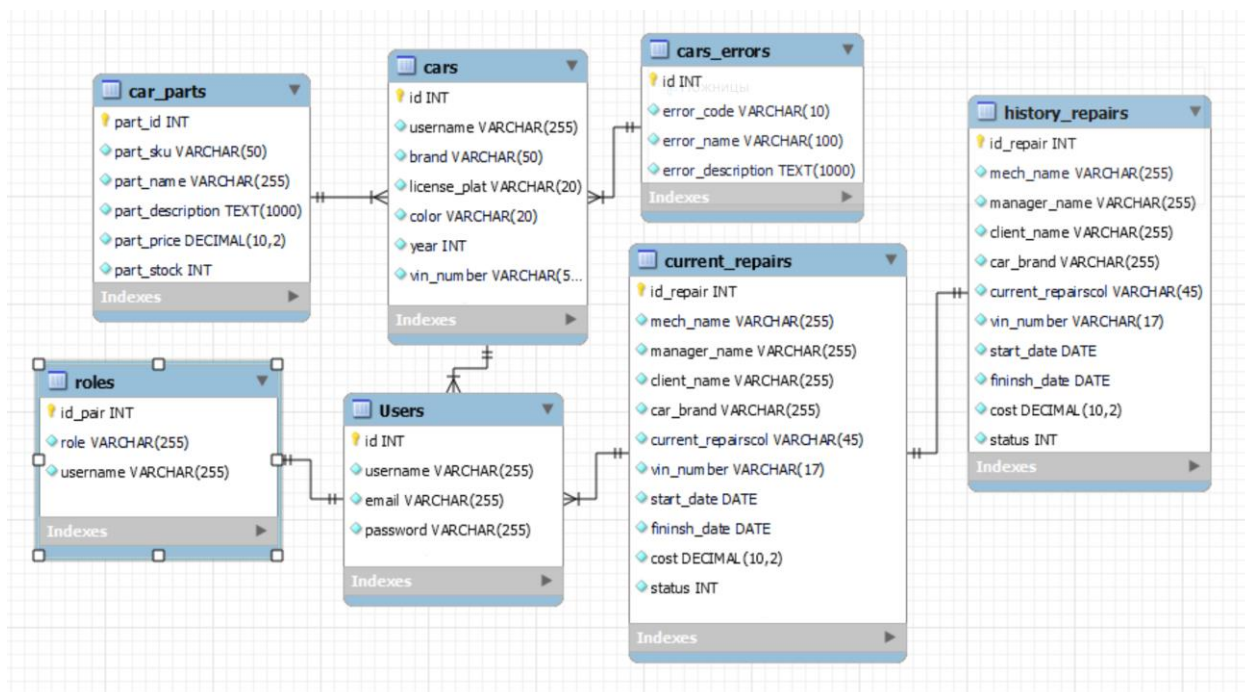 car_parts
part_id INT
part_sku VARCHAR(50)
part_name VARCHAR(255)
part_description TEXT(1000)
part_price DECIMAL(10,2)
part_stock INT
Indexes
cars
id INT
username VARCHAR(255)
brand VARCHAR(50)
license_plat VARCHAR(20)
color VARCHAR(20)
year INT
vin_number VARCHAR(5...
Indexes
cars_errors
id INT
Ножницы
error_code VARCHAR(10)
error_name VARCHAR(100)
error_description TEXT(1000)
Indexes
history_repairs
id_repair INT
mech_name VARCHAR(255)
manager_name VARCHAR(255)
client_name VARCHAR(255)
car_brand VARCHAR(255)
current_repairscol VARCHAR(45)
vin_number VARCHAR(17)
start_date DATE
fininsh_date DATE
cost DECIMAL(10,2)
status INT
Indexes
roles
id_pair INT
role VARCHAR(255)
username VARCHAR(255)
Indexes
Users
id INT
username VARCHAR(255)
email VARCHAR(255)
password VARCHAR(255)
Indexes
current_repairs
id_repair INT
mech_name VARCHAR(255)
manager_name VARCHAR(255)
client_name VARCHAR(255)
car_brand VARCHAR(255)
current_repairscol VARCHAR(45)
vin_number VARCHAR(17)
start_date DATE
fininsh_date DATE
cost DECIMAL(10,2)
status INT
Indexes